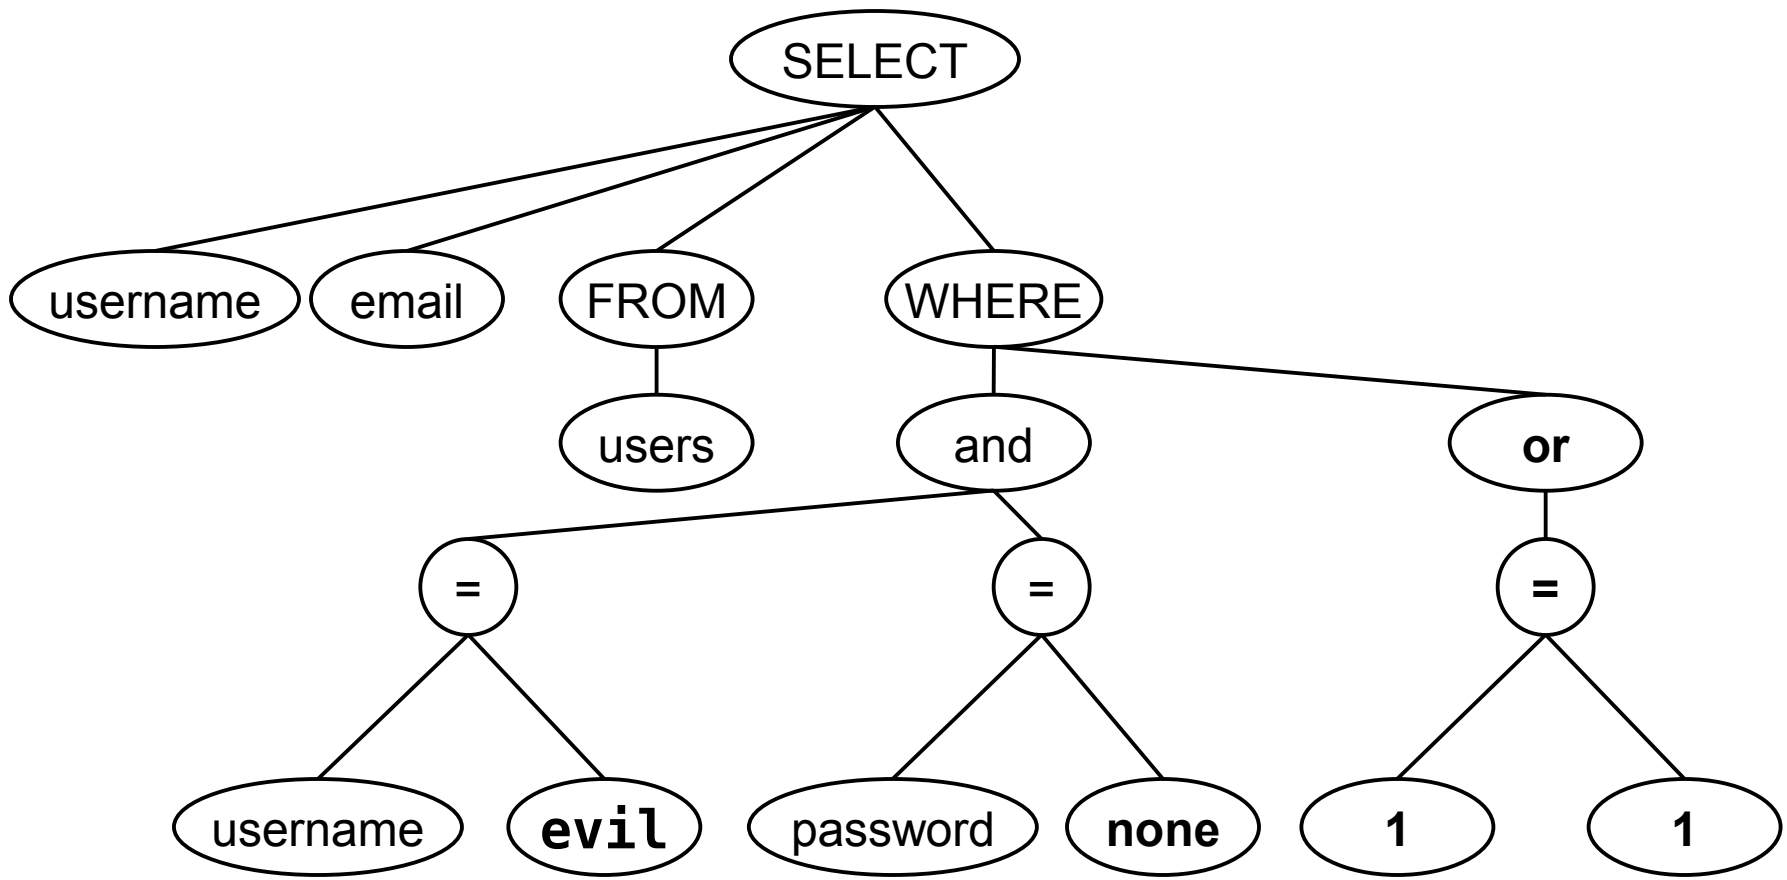 SELECT
username email FROM WHERE
users and or
= = =
username evil password none 1 1